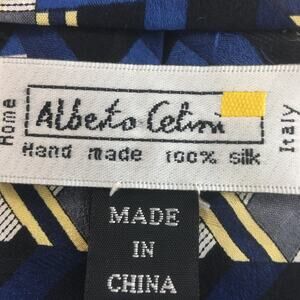 Rome
Alberto Celini
Hand made 100% silk
Italy
MADE
IN
CHINA